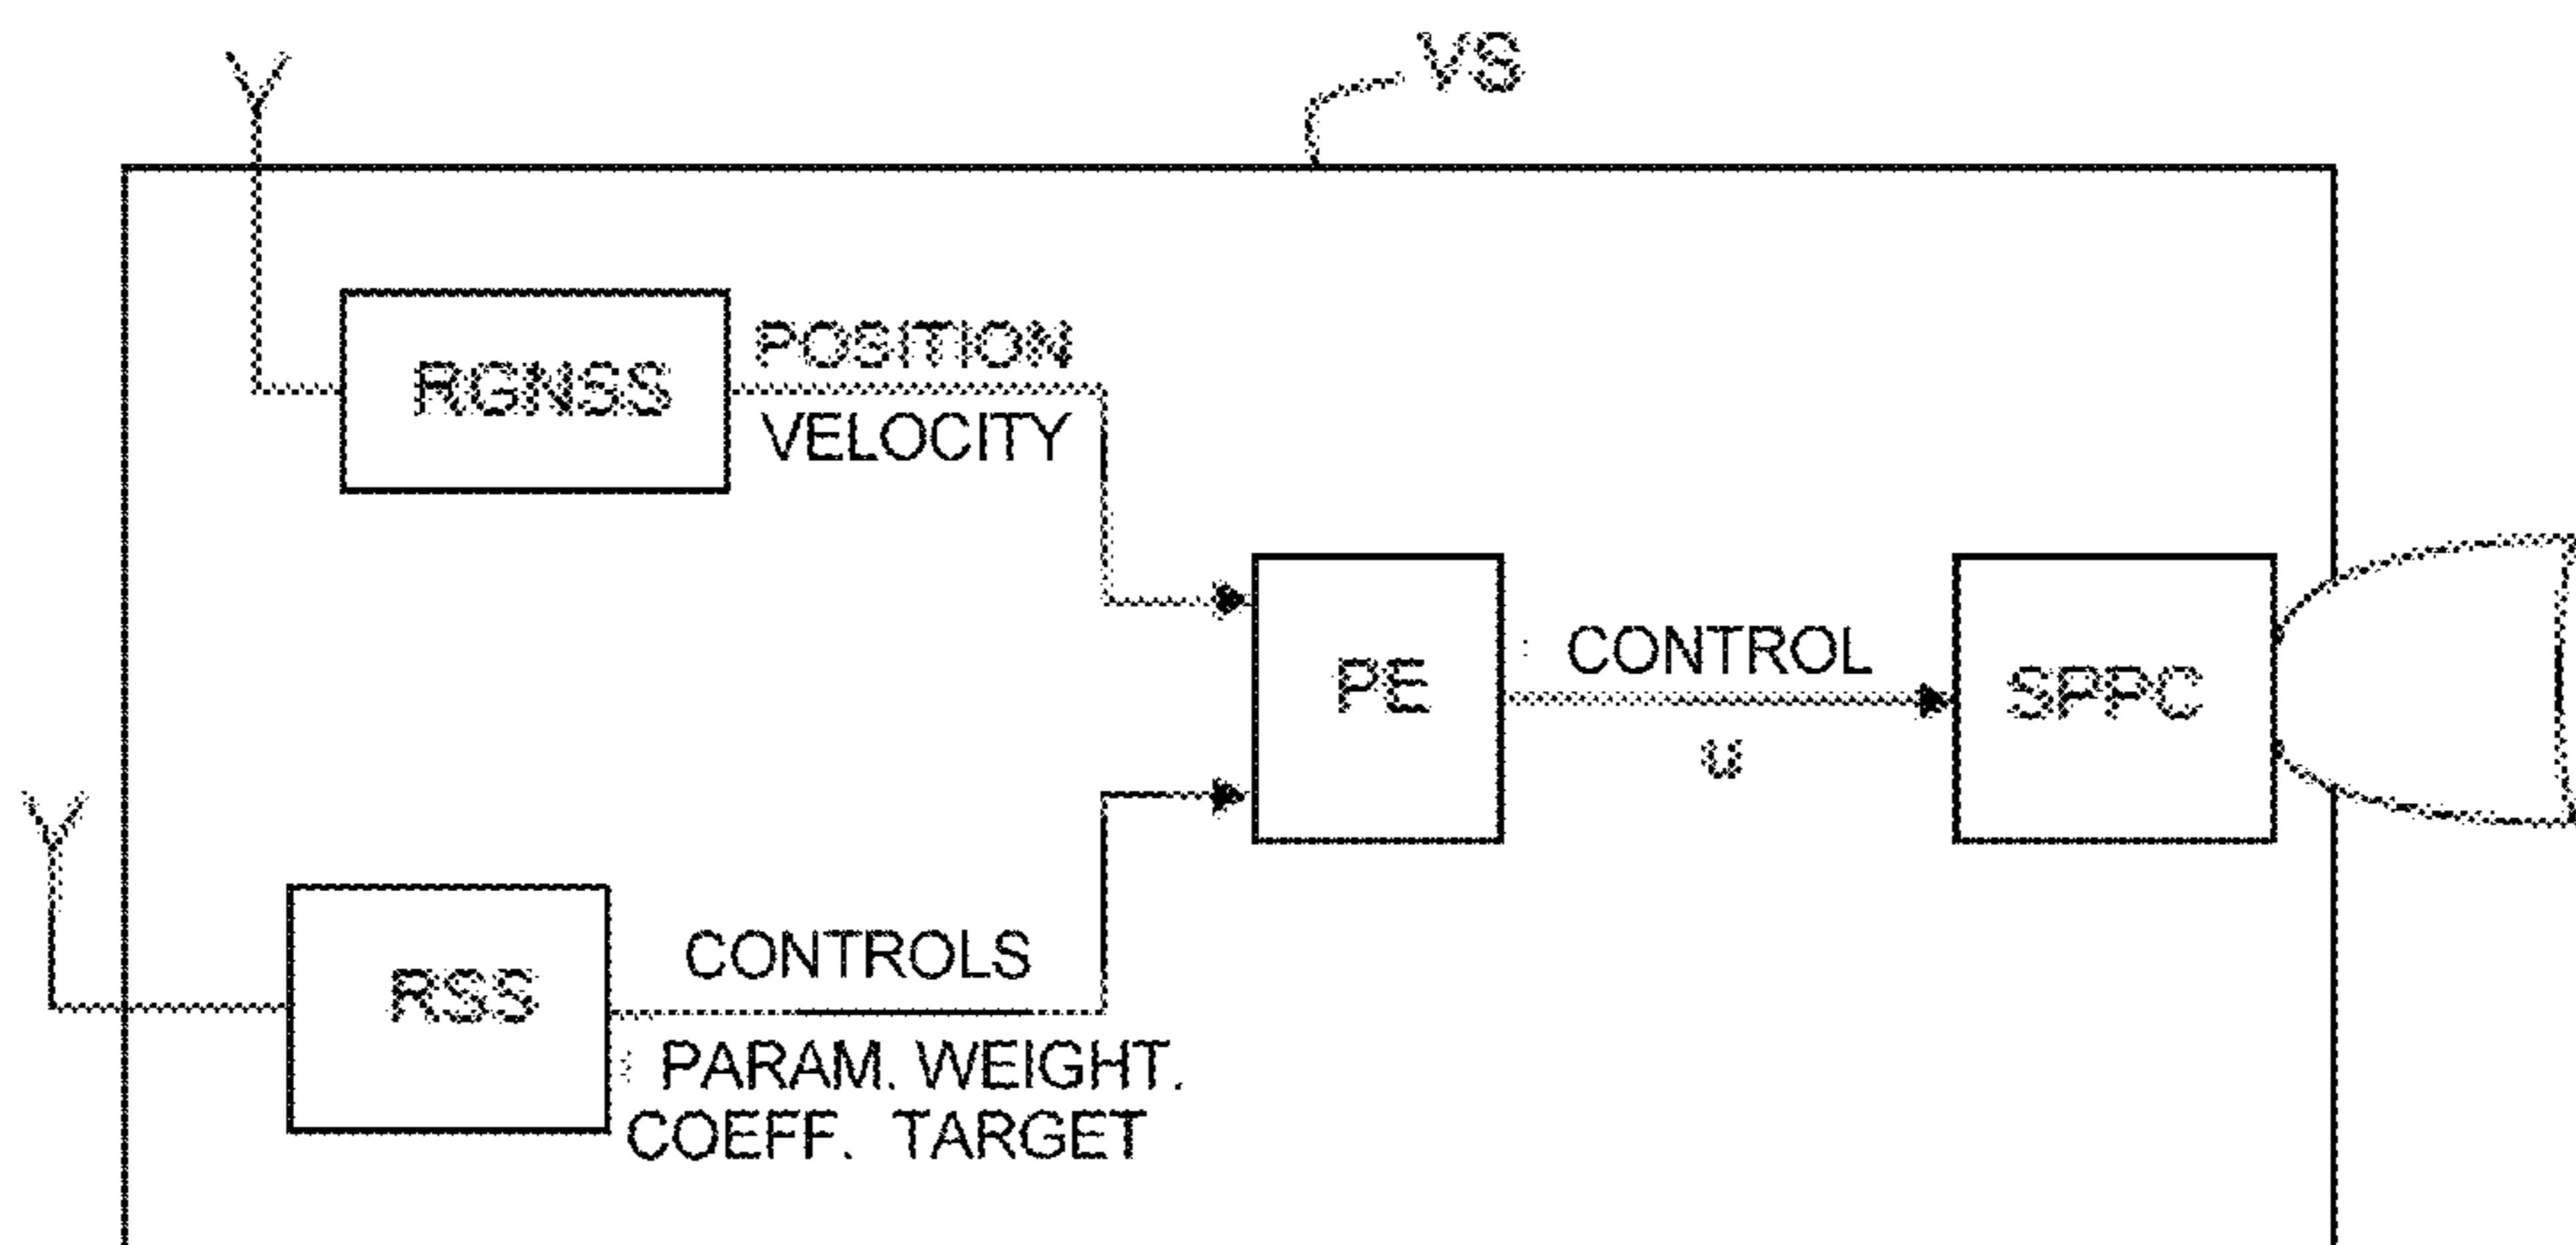 VS
RGNSS
POSITION
VELOCITY
PE
CONTROL
u
SPPC
RSS
CONTROLS
PARAM. WEIGHT.
COEFF. TARGET